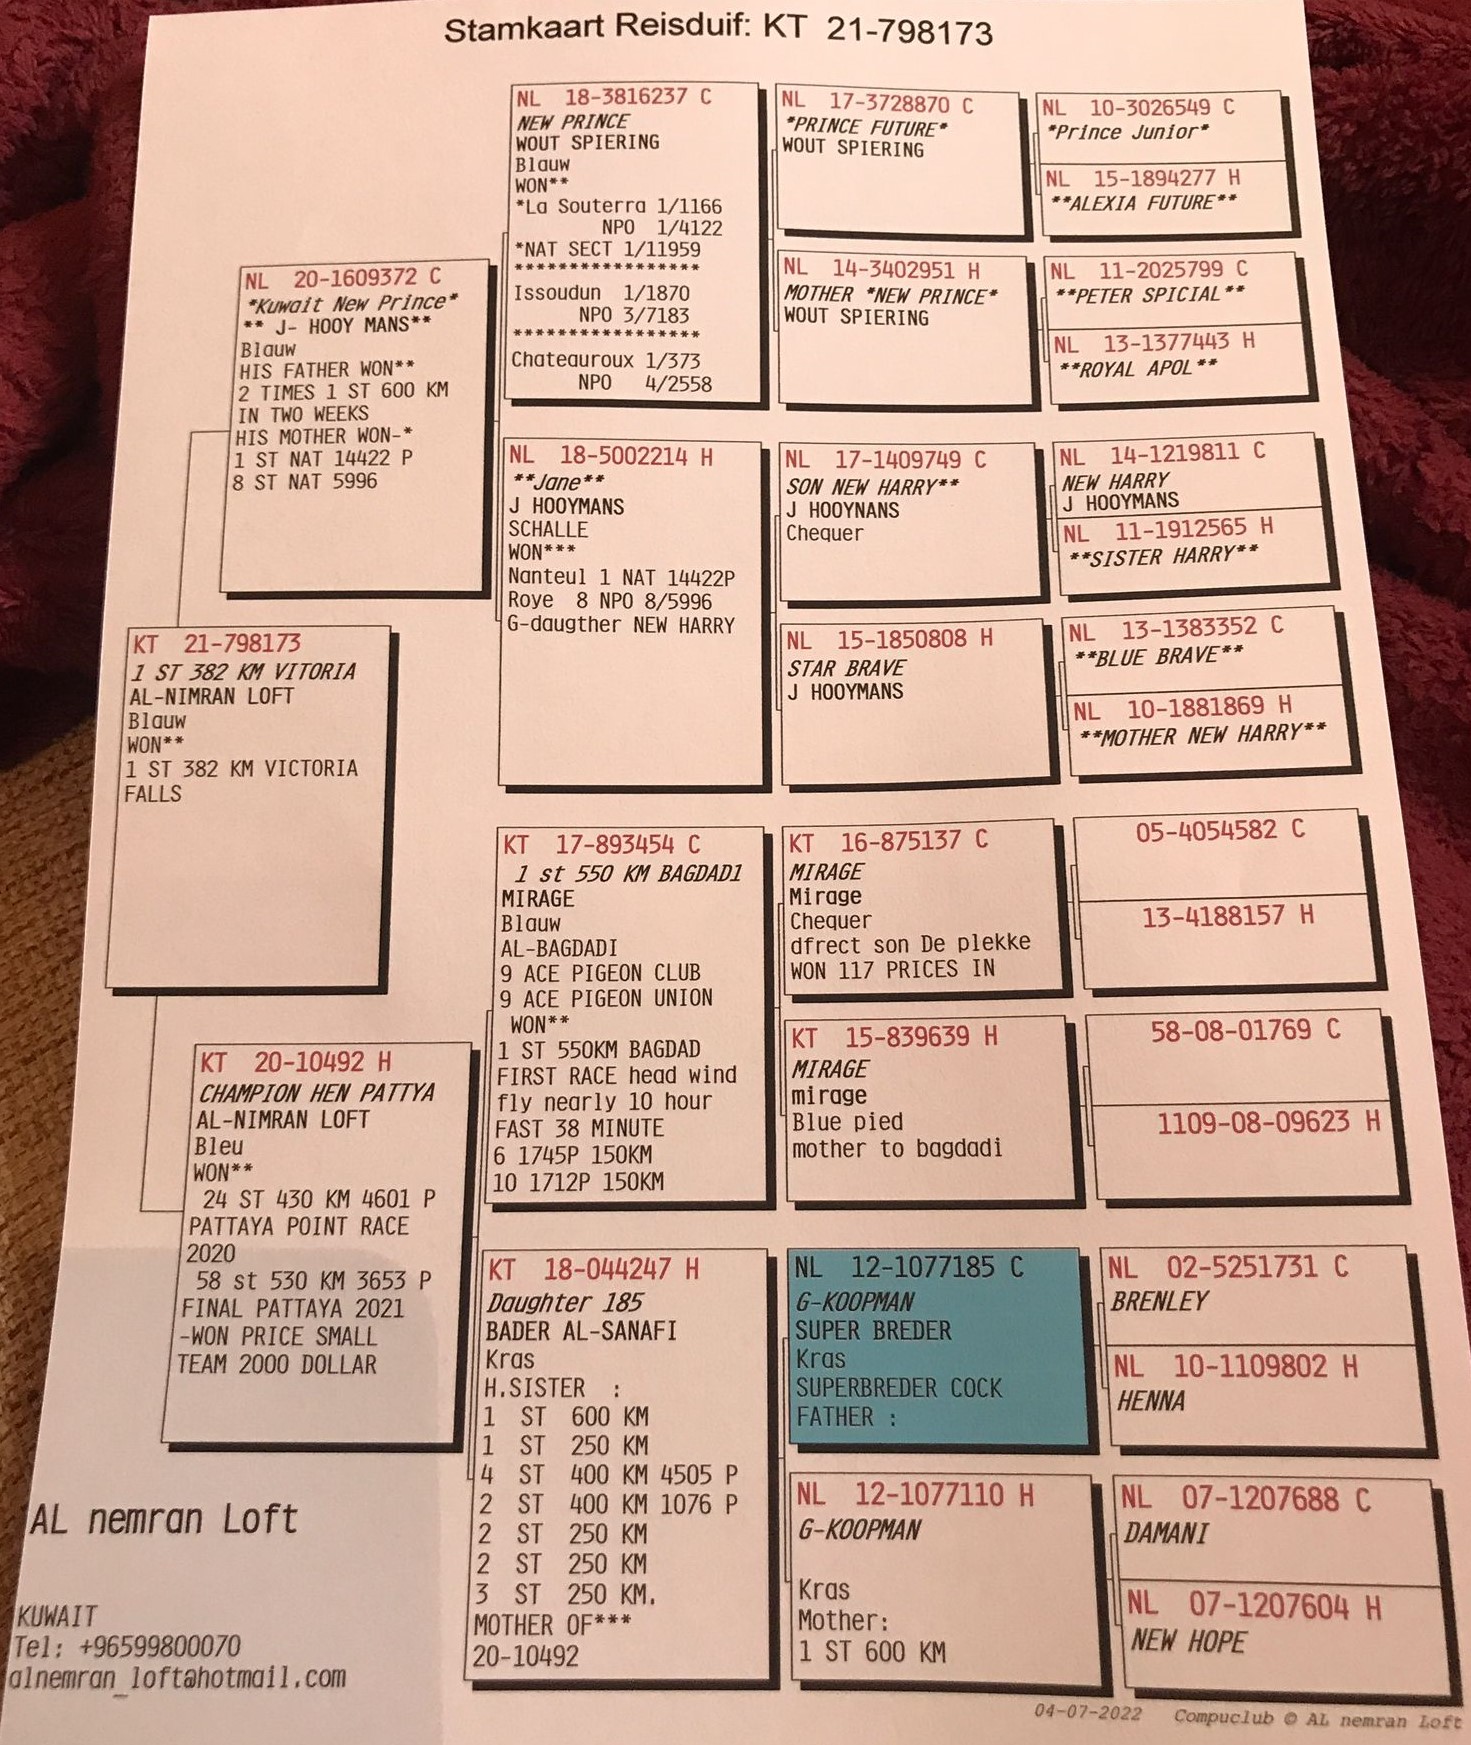 Stamkaart Reisduif: KT 21-798173
KT 21-798173
1 ST 382 KM VITORIA
AL-NIMRAN LOFT
Blauw
WON**
1 ST 382 KM VICTORIA
FALLS
NL 20-1609372 C
*Kuwait New Prince*
** J- HOOY MANS**
Blauw
HIS FATHER WON**
2 TIMES 1 ST 600 KM
IN TWO WEEKS
HIS MOTHER WON-*
1 ST NAT 14422 P
8 ST NAT 5996
KT 20-10492 H
CHAMPION HEN PATTYA
AL-NIMRAN LOFT
Bleu
WON**
24 ST 430 KM 4601 P
PATTAYA POINT RACE
2020
58 st 530 KM 3653 P
FINAL PATTAYA 2021
-WON PRICE SMALL
TEAM 2000 DOLLAR
NL 18-3816237 C
NEW PRINCE
WOUT SPIERING
Blauw
WON**
*La Souterra 1/1166
NPO 1/4122
*NAT SECT 1/11959
*****************
Issoudun 1/1870
NPO 3/7183
*****************
Chateauroux 1/373
NPO 4/2558
NL 18-5002214 H
**Jane**
J HOOYMANS
SCHALLE
WON***
Nanteul 1 NAT 14422P
Roye 8 NPO 8/5996
G-daugther NEW HARRY
KT 17-893454 C
1 st 550 KM BAGDAD1
MIRAGE
Blauw
AL-BAGDADI
9 ACE PIGEON CLUB
9 ACE PIGEON UNION
WON**
1 ST 550KM BAGDAD
FIRST RACE head wind
fly nearly 10 hour
FAST 38 MINUTE
6 1745P 150KM
10 1712P 150KM
KT 18-044247 H
Daughter 185
BADER AL-SANAFI
Kras
H.SISTER :
1 ST 600 KM
1 ST 250 KM
4 ST 400 KM 4505 P
2 ST 400 KM 1076 P
2 ST 250 KM
2 ST 250 KM
3 ST 250 KM.
MOTHER OF***
20-10492
NL 17-3728870 C
*PRINCE FUTURE*
WOUT SPIERING
NL 14-3402951 H
MOTHER *NEW PRINCE*
WOUT SPIERING
NL 17-1409749 C
SON NEW HARRY**
J HOOYNANS
Chequer
NL 15-1850808 H
STAR BRAVE
J HOOYMANS
KT 16-875137 C
MIRAGE
Mirage
Chequer
dfrect son De plekke
WON 117 PRICES IN
KT 15-839639 H
MIRAGE
mirage
Blue pied
mother to bagdadi
NL 12-1077185 C
G-KOOPMAN
SUPER BREDER
Kras
SUPERBREDER COCK
FATHER :
NL 12-1077110 H
G-KOOPMAN
Kras
Mother:
1 ST 600 KM
NL 10-3026549 C
*Prince Junior*
NL 15-1894277 H
**ALEXIA FUTURE**
NL 11-2025799 C
**PETER SPICIAL**
NL 13-1377443 H
**ROYAL APOL**
NL 14-1219811 C
NEW HARRY
J HOOYMANS
NL 11-1912565 H
**SISTER HARRY**
NL 13-1383352 C
**BLUE BRAVE**
NL 10-1881869 H
**MOTHER NEW HARRY**
05-4054582 C
13-4188157 H
58-08-01769 C
1109-08-09623 H
NL 02-5251731 C
BRENLEY
NL 10-1109802 H
HENNA
NL 07-1207688 C
DAMANI
NL 07-1207604 H
NEW HOPE
AL nemran Loft
KUWAIT
Tel: +96599800070
alnemran_loft@hotmail.com
04-07-2022 Compuclub © AL nemran Loft